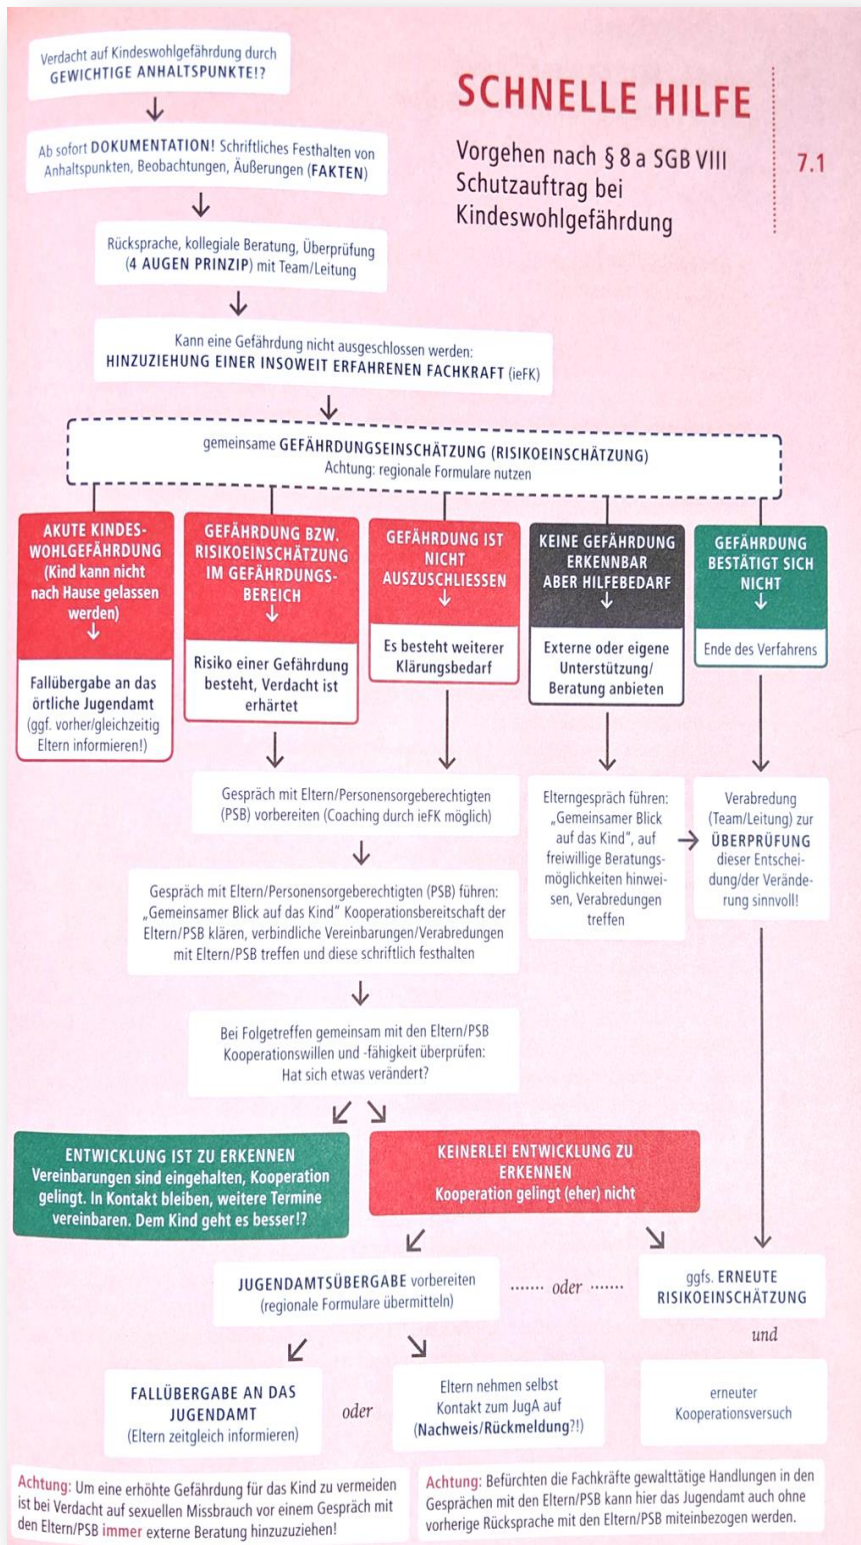 Verdacht auf Kindeswohlgefährdung durch
GEWICHTIGE ANHALTSPUNKTE!?
SCHNELLE HILFE
Vorgehen nach § 8 a SGB VIII
Schutzauftrag bei
Kindeswohlgefährdung
7.1
Ab sofort DOKUMENTATION! Schriftliches Festhalten von
Anhaltspunkten, Beobachtungen, Äußerungen (FAKTEN)
Rücksprache, kollegiale Beratung, Überprüfung
(4 AUGEN PRINZIP) mit Team/Leitung
Kann eine Gefährdung nicht ausgeschlossen werden:
HINZUZIEHUNG EINER INSOWEIT ERFAHRENEN FACHKRAFT (ieFK)
gemeinsame GEFÄHRDUNGSEINSCHÄTZUNG (RISIKOEINSCHÄTZUNG)
Achtung: regionale Formulare nutzen
AKUTE KINDES-
WOHLGEFÄHRDUNG
(Kind kann nicht
nach Hause gelassen
werden)
Fallübergabe an das
örtliche Jugendamt
(ggf. vorher/gleichzeitig
Eltern informieren!)
GEFÄHRDUNG BZW.
RISIKOEINSCHÄTZUNG
IM GEFÄHRDUNGS-
BEREICH
Risiko einer Gefährdung
besteht, Verdacht ist
erhärtet
GEFÄHRDUNG IST
NICHT
AUSZUSCHLIESSEN
Es besteht weiterer
Klärungsbedarf
KEINE GEFÄHRDUNG
ERKENNBAR
ABER HILFEBEDARF
Externe oder eigene
Unterstützung/
Beratung anbieten
GEFÄHRDUNG
BESTÄTIGT SICH
NICHT
Ende des Verfahrens
Gespräch mit Eltern/Personensorgeberechtigten
(PSB) vorbereiten (Coaching durch ieFK möglich)
Elterngespräch führen:
„Gemeinsamer Blick
auf das Kind", auf
freiwillige Beratungs-
möglichkeiten hinwei-
sen, Verabredungen
treffen
Verabredung
(Team/Leitung) zur
ÜBERPRÜFUNG
dieser Entschei-
dung/der Verände-
rung sinnvoll!
Gespräch mit Eltern/Personensorgeberechtigten (PSB) führen:
„Gemeinsamer Blick auf das Kind" Kooperationsbereitschaft der
Eltern/PSB klären, verbindliche Vereinbarungen/Verabredungen
mit Eltern/PSB treffen und diese schriftlich festhalten
Bei Folgetreffen gemeinsam mit den Eltern/PSB
Kooperationswillen und -fähigkeit überprüfen:
Hat sich etwas verändert?
ENTWICKLUNG IST ZU ERKENNEN
Vereinbarungen sind eingehalten, Kooperation
gelingt. In Kontakt bleiben, weitere Termine
vereinbaren. Dem Kind geht es besser!?
KEINERLEI ENTWICKLUNG ZU
ERKENNEN
Kooperation gelingt (eher) nicht
JUGENDAMTSÜBERGABE vorbereiten
(regionale Formulare übermitteln)
....... oder .......
ggfs. ERNEUTE
RISIKOEINSCHÄTZUNG
und
FALLÜBERGABE AN DAS
JUGENDAMT
(Eltern zeitgleich informieren)
oder
Eltern nehmen selbst
Kontakt zum JugA auf
(Nachweis/Rückmeldung?!)
erneuter
Kooperationsversuch
Achtung: Um eine erhöhte Gefährdung für das Kind zu vermeiden
ist bei Verdacht auf sexuellen Missbrauch vor einem Gespräch mit
den Eltern/PSB immer externe Beratung hinzuzuziehen!
Achtung: Befürchten die Fachkräfte gewalttätige Handlungen in den
Gesprächen mit den Eltern/PSB kann hier das Jugendamt auch ohne
vorherige Rücksprache mit den Eltern/PSB miteinbezogen werden.